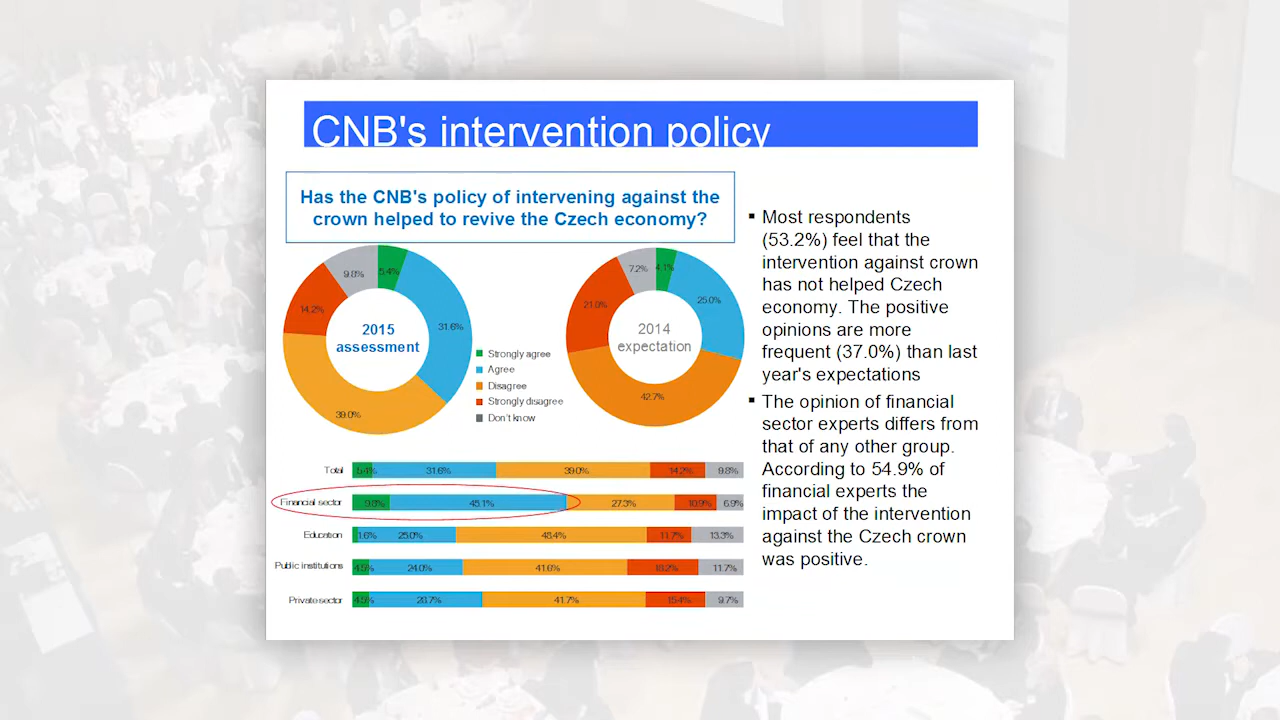 CNB's intervention policy
Has the CNB's policy of intervening against the
crown helped to revive the Czech economy?
9.8%
5.4%
14.2%
31.6%
2015
assessment
39.0%
Strongly agree
Agree
Disagree
Strongly disagree
Don't know
7.2%
4.1%
21.0%
25.0%
2014
expectation
42.7%
Total 5.4% 31.6% 39.0% 14.2% 9.8%
Financial sector 9.8% 45.1% 27.3% 10.9% 6.9%
Education 1.6% 25.0% 48.4% 11.7% 13.3%
Public institutions 4.5% 24.0% 41.6% 18.2% 11.7%
Private sector 4.5% 28.7% 41.7% 15.4% 9.7%
▪ Most respondents
(53.2%) feel that the
intervention against crown
has not helped Czech
economy. The positive
opinions are more
frequent (37.0%) than last
year's expectations
▪ The opinion of financial
sector experts differs from
that of any other group.
According to 54.9% of
financial experts the
impact of the intervention
against the Czech crown
was positive.